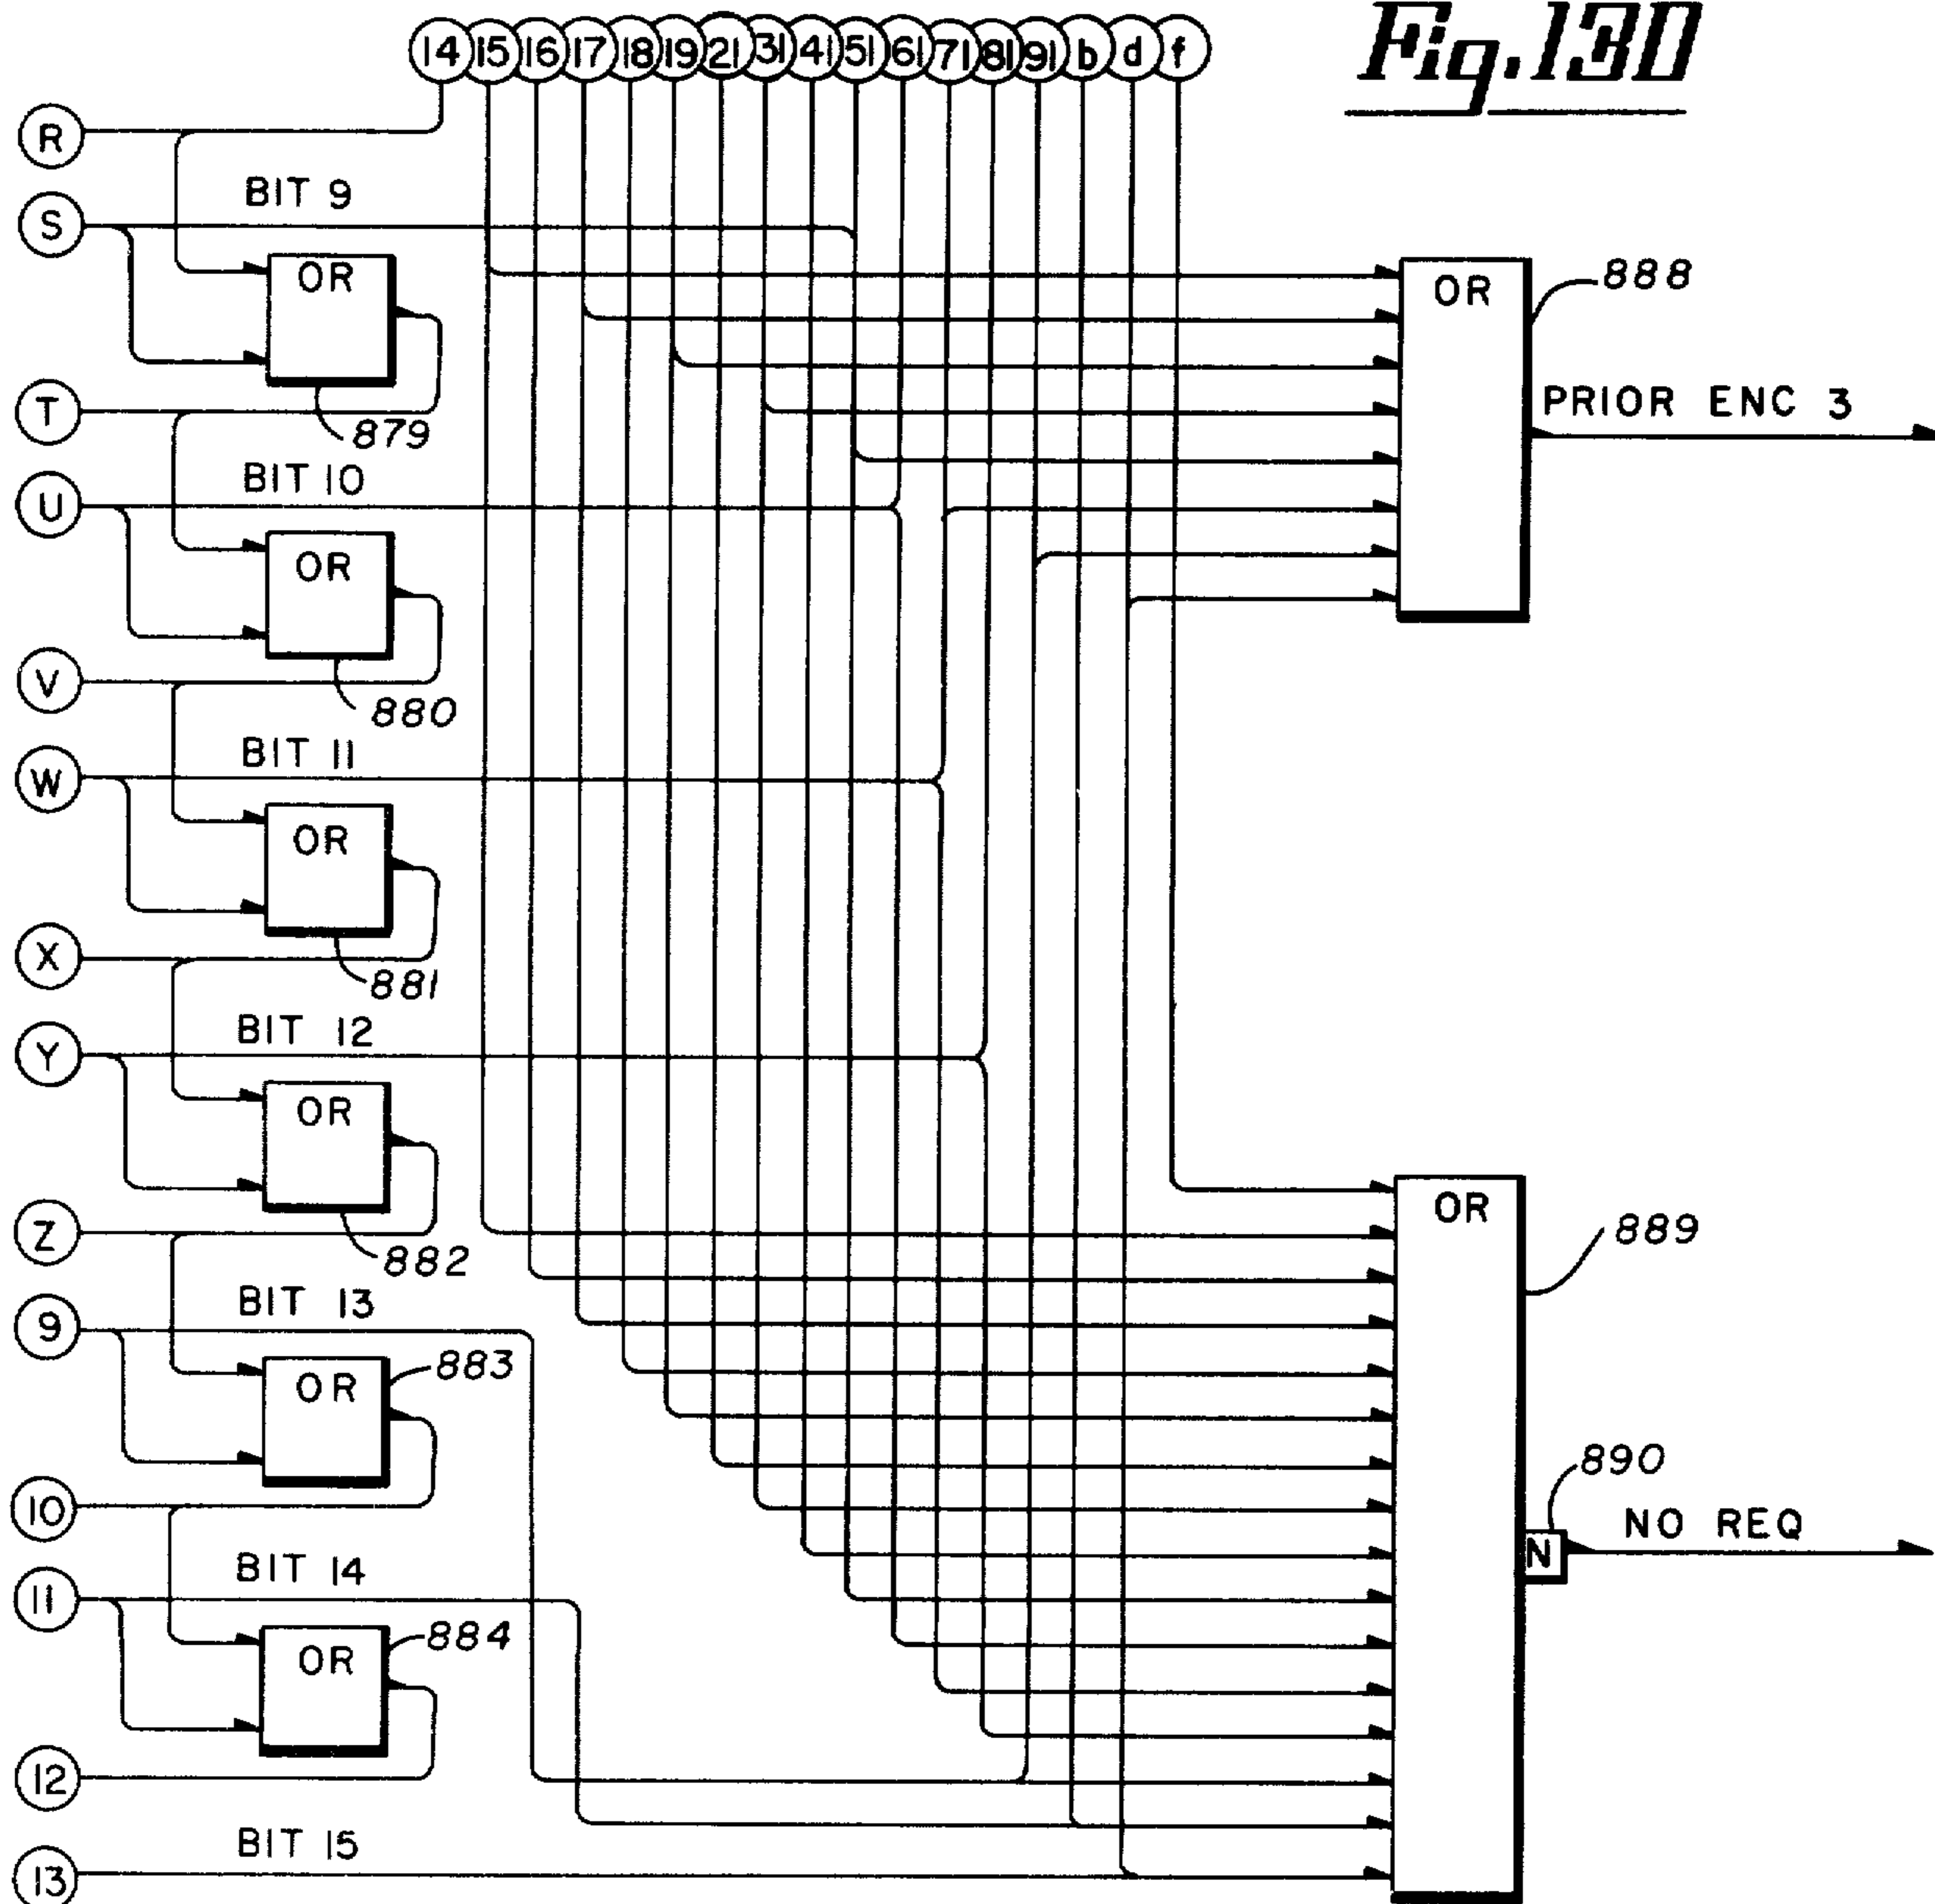 Fig.13D
14 15 16 17 18 19 21 31 41 51 61 71 81 91 b d f
R
BIT 9
S
OR
OR
888
PRIOR ENC 3
T
879
BIT 10
U
OR
V
880
BIT 11
W
OR
X
881
BIT 12
Y
OR
OR
889
Z
882
BIT 13
9
883
OR
890
10
NO REQ
N
BIT 14
11
884
OR
12
BIT 15
13